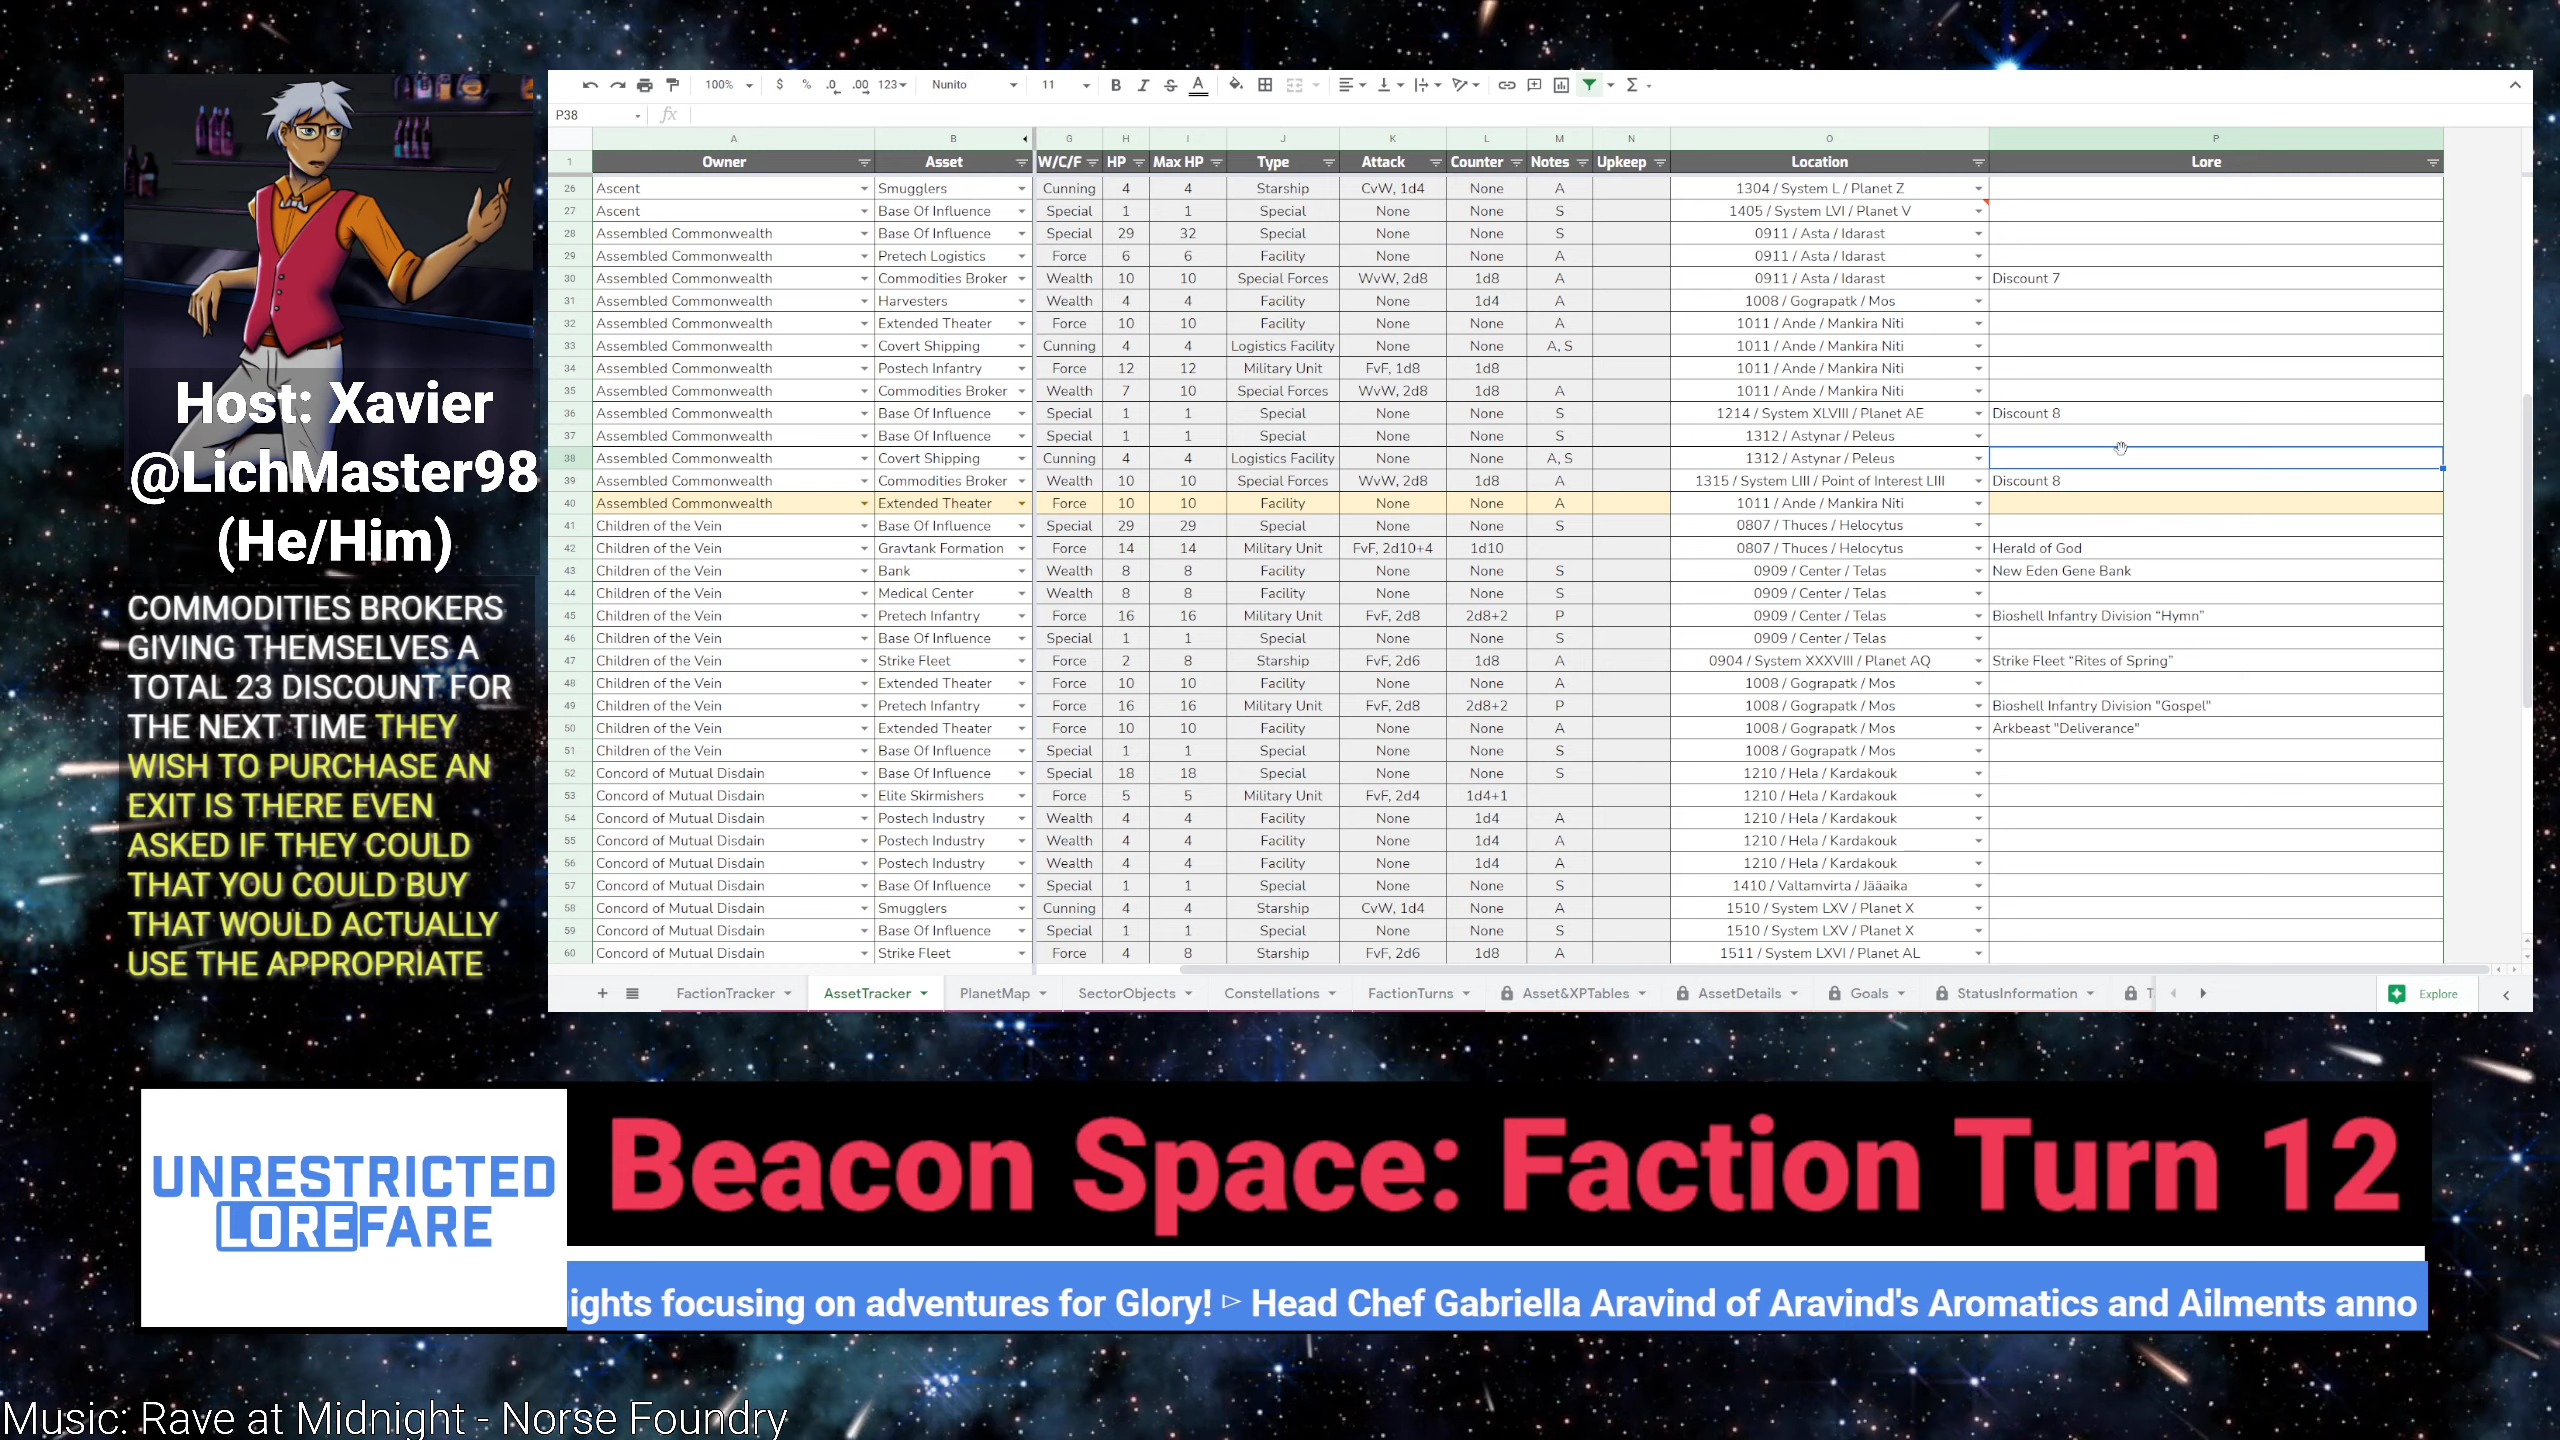 100% $ % .0 .00 123 Nunito 11 B I S A Σ
P38 fx
A B G H I J K L M N O P
1 Owner Asset W/C/F HP Max HP Type Attack Counter Notes Upkeep Location Lore
26 Ascent Smugglers Cunning 4 4 Starship CvW, 1d4 None A 1304 / System L / Planet Z
27 Ascent Base Of Influence Special 1 1 Special None None S 1405 / System LVI / Planet V
28 Assembled Commonwealth Base Of Influence Special 29 32 Special None None S 0911 / Asta / Idarast
29 Assembled Commonwealth Pretech Logistics Force 6 6 Facility None None A 0911 / Asta / Idarast
30 Assembled Commonwealth Commodities Broker Wealth 10 10 Special Forces WvW, 2d8 1d8 A 0911 / Asta / Idarast Discount 7
31 Assembled Commonwealth Harvesters Wealth 4 4 Facility None 1d4 A 1008 / Gograpatk / Mos
32 Assembled Commonwealth Extended Theater Force 10 10 Facility None None A 1011 / Ande / Mankira Niti
33 Assembled Commonwealth Covert Shipping Cunning 4 4 Logistics Facility None None A, S 1011 / Ande / Mankira Niti
34 Assembled Commonwealth Postech Infantry Force 12 12 Military Unit FvF, 1d8 1d8 1011 / Ande / Mankira Niti
35 Assembled Commonwealth Commodities Broker Wealth 7 10 Special Forces WvW, 2d8 1d8 A 1011 / Ande / Mankira Niti
36 Assembled Commonwealth Base Of Influence Special 1 1 Special None None S 1214 / System XLVIII / Planet AE Discount 8
37 Assembled Commonwealth Base Of Influence Special 1 1 Special None None S 1312 / Astynar / Peleus
38 Assembled Commonwealth Covert Shipping Cunning 4 4 Logistics Facility None None A, S 1312 / Astynar / Peleus
39 Assembled Commonwealth Commodities Broker Wealth 10 10 Special Forces WvW, 2d8 1d8 A 1315 / System LIII / Point of Interest LIII Discount 8
40 Assembled Commonwealth Extended Theater Force 10 10 Facility None None A 1011 / Ande / Mankira Niti
41 Children of the Vein Base Of Influence Special 29 29 Special None None S 0807 / Thuces / Helocytus
42 Children of the Vein Gravtank Formation Force 14 14 Military Unit FvF, 2d10+4 1d10 0807 / Thuces / Helocytus Herald of God
43 Children of the Vein Bank Wealth 8 8 Facility None None S 0909 / Center / Telas New Eden Gene Bank
44 Children of the Vein Medical Center Wealth 8 8 Facility None None S 0909 / Center / Telas
45 Children of the Vein Pretech Infantry Force 16 16 Military Unit FvF, 2d8 2d8+2 P 0909 / Center / Telas Bioshell Infantry Division “Hymn”
46 Children of the Vein Base Of Influence Special 1 1 Special None None S 0909 / Center / Telas
47 Children of the Vein Strike Fleet Force 2 8 Starship FvF, 2d6 1d8 A 0904 / System XXXVIII / Planet AQ Strike Fleet “Rites of Spring”
48 Children of the Vein Extended Theater Force 10 10 Facility None None A 1008 / Gograpatk / Mos
49 Children of the Vein Pretech Infantry Force 16 16 Military Unit FvF, 2d8 2d8+2 P 1008 / Gograpatk / Mos Bioshell Infantry Division "Gospel"
50 Children of the Vein Extended Theater Force 10 10 Facility None None A 1008 / Gograpatk / Mos Arkbeast "Deliverance"
51 Children of the Vein Base Of Influence Special 1 1 Special None None S 1008 / Gograpatk / Mos
52 Concord of Mutual Disdain Base Of Influence Special 18 18 Special None None S 1210 / Hela / Kardakouk
53 Concord of Mutual Disdain Elite Skirmishers Force 5 5 Military Unit FvF, 2d4 1d4+1 1210 / Hela / Kardakouk
54 Concord of Mutual Disdain Postech Industry Wealth 4 4 Facility None 1d4 A 1210 / Hela / Kardakouk
55 Concord of Mutual Disdain Postech Industry Wealth 4 4 Facility None 1d4 A 1210 / Hela / Kardakouk
56 Concord of Mutual Disdain Postech Industry Wealth 4 4 Facility None 1d4 A 1210 / Hela / Kardakouk
57 Concord of Mutual Disdain Base Of Influence Special 1 1 Special None None S 1410 / Valtamvirta / Jääaika
58 Concord of Mutual Disdain Smugglers Cunning 4 4 Starship CvW, 1d4 None A 1510 / System LXV / Planet X
59 Concord of Mutual Disdain Base Of Influence Special 1 1 Special None None S 1510 / System LXV / Planet X
60 Concord of Mutual Disdain Strike Fleet Force 4 8 Starship FvF, 2d6 1d8 A 1511 / System LXVI / Planet AL
FactionTracker AssetTracker PlanetMap SectorObjects Constellations FactionTurns Asset&XPTables AssetDetails Goals StatusInformation T Explore
Host: Xavier
@LichMaster98
(He/Him)
COMMODITIES BROKERS
GIVING THEMSELVES A
TOTAL 23 DISCOUNT FOR
THE NEXT TIME THEY
WISH TO PURCHASE AN
EXIT IS THERE EVEN
ASKED IF THEY COULD
THAT YOU COULD BUY
THAT WOULD ACTUALLY
USE THE APPROPRIATE
UNRESTRICTED
LOREFARE
Beacon Space: Faction Turn 12
ights focusing on adventures for Glory! ▻ Head Chef Gabriella Aravind of Aravind's Aromatics and Ailments anno
Music: Rave at Midnight - Norse Foundry